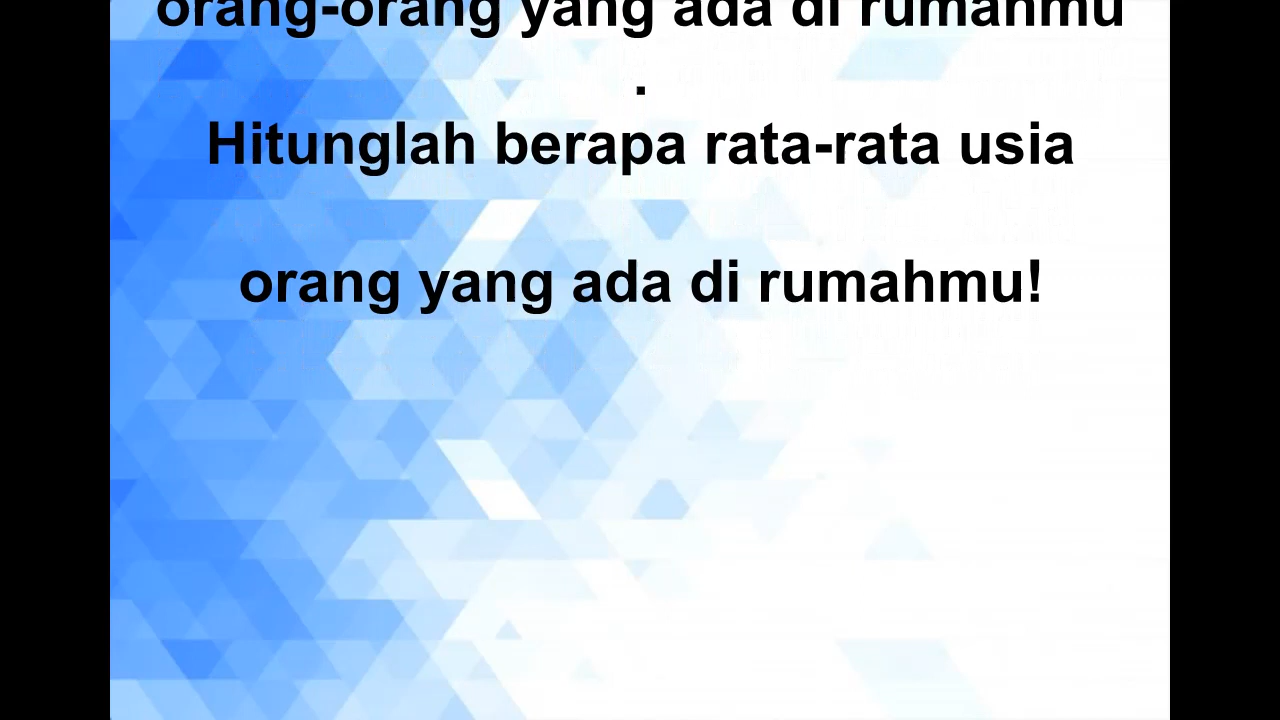 orang-orang yang ada di rumahmu
.
Hitunglah berapa rata-rata usia
orang yang ada di rumahmu!